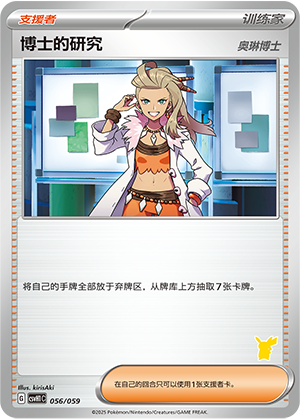 支援者
训练家
博士的研究
奥琳博士
将自己的手牌全部放于弃牌区，从牌库上方抽取7张卡牌。
Illus. kirisAki
G CSVM1 C 056/059
在自己的回合只可以使用1张支援者卡。
©2025 Pokémon/Nintendo/Creatures/GAME FREAK.